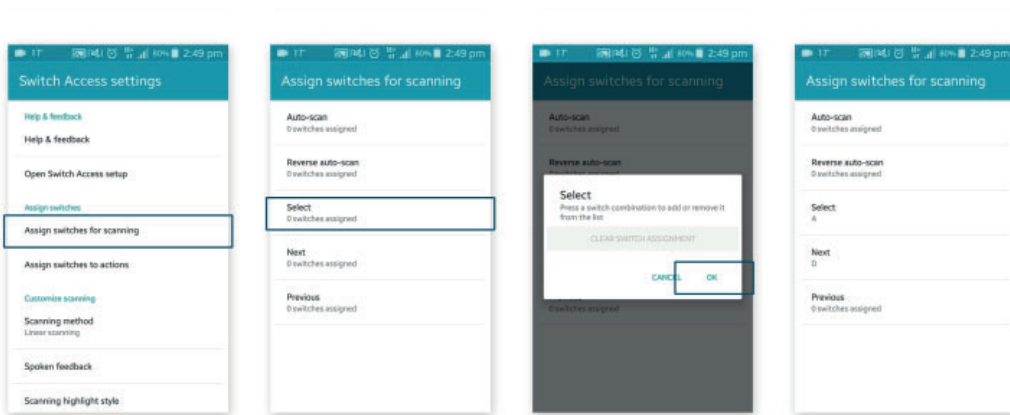 80% 2:49 pm
Switch Access settings
Help & feedback
Help & feedback
Open Switch Access setup
Assign switches
Assign switches for scanning
Assign switches to actions
Customize scanning
Scanning method
Linear scanning
Spoken feedback
Scanning highlight style
80% 2:49 pm
Assign switches for scanning
Auto-scan
0 switches assigned
Reverse auto-scan
0 switches assigned
Select
0 switches assigned
Next
0 switches assigned
Previous
0 switches assigned
80% 2:49 pm
Assign switches for scanning
Auto-scan
0 switches assigned
Reverse auto-scan
Select
Press a switch combination to add or remove it
from the list
CLEAR SWITCH ASSIGNMENT
CANCEL OK
0 switches assigned
80% 2:49 pm
Assign switches for scanning
Auto-scan
0 switches assigned
Reverse auto-scan
0 switches assigned
Select
A
Next
D
Previous
0 switches assigned